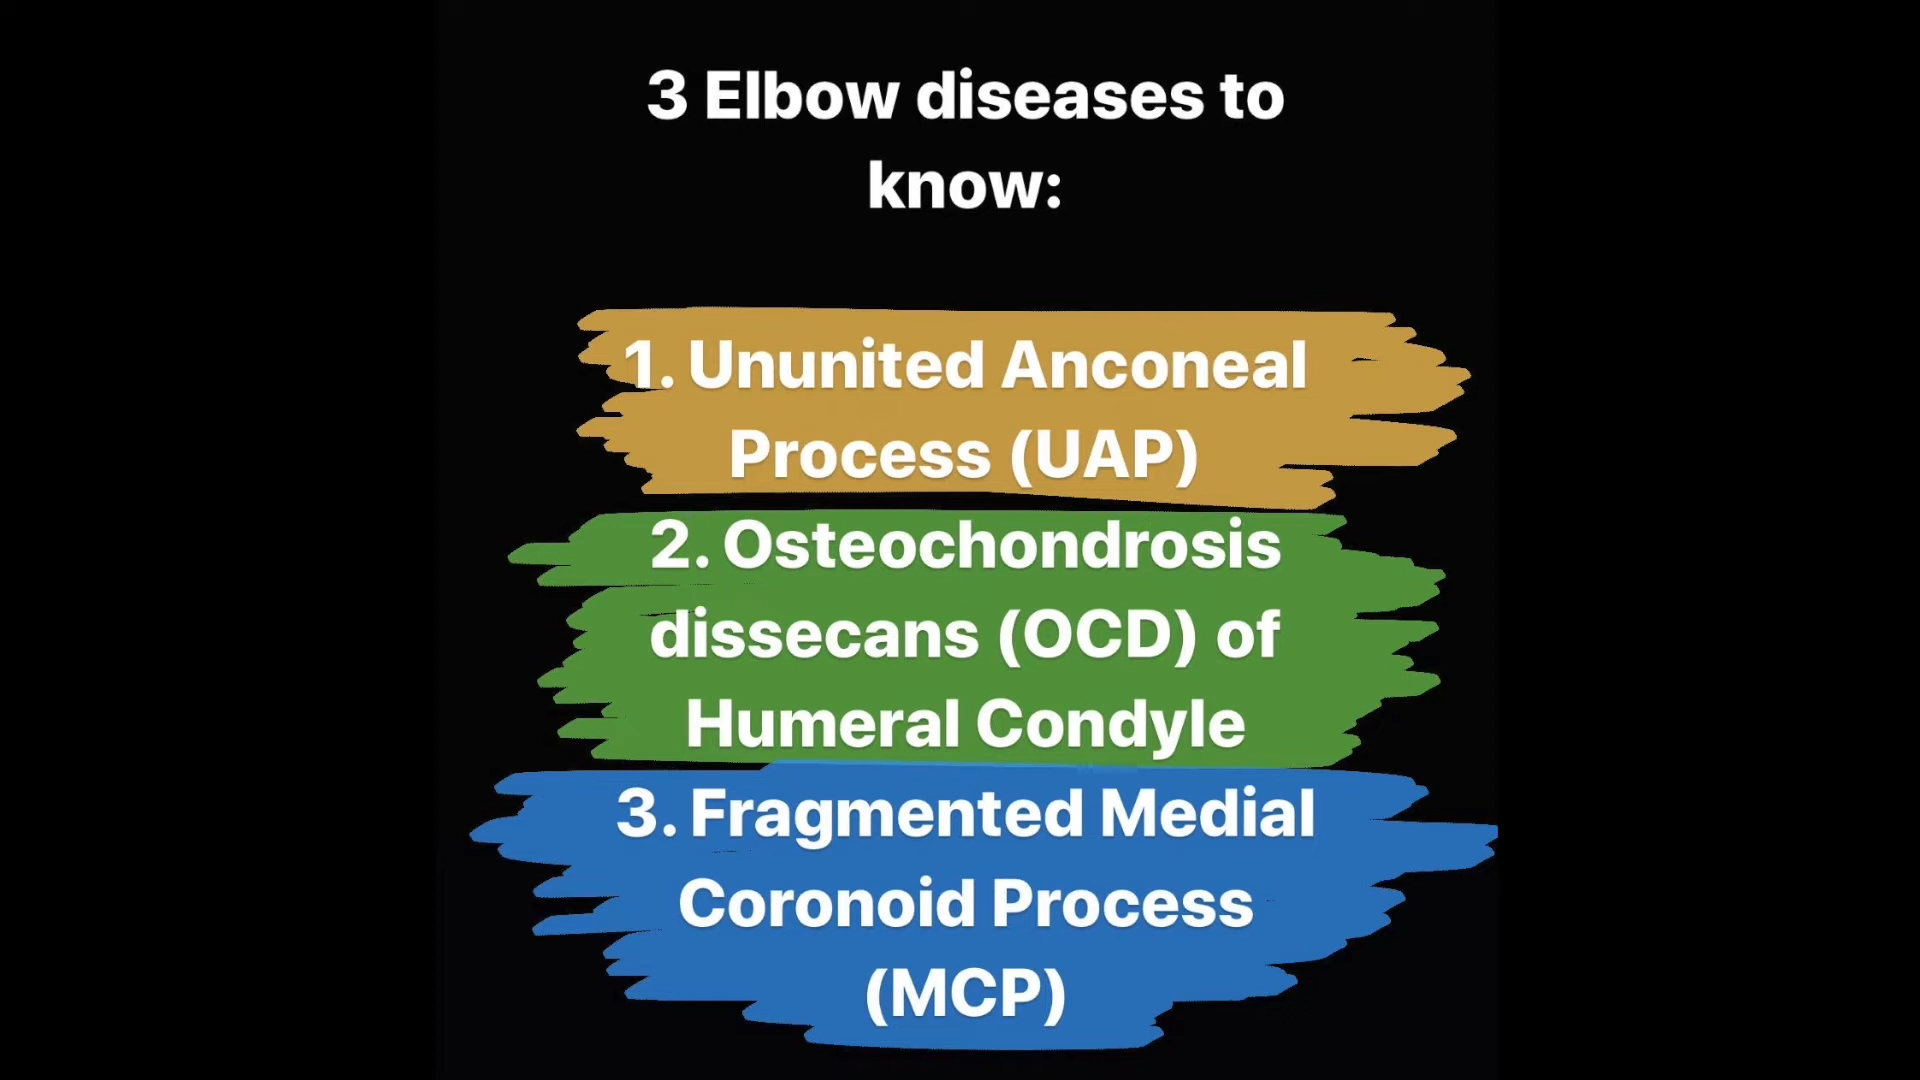 3 Elbow diseases to
know:
1. Ununited Anconeal
Process (UAP)
2. Osteochondrosis
dissecans (OCD) of
Humeral Condyle
3. Fragmented Medial
Coronoid Process
(MCP)